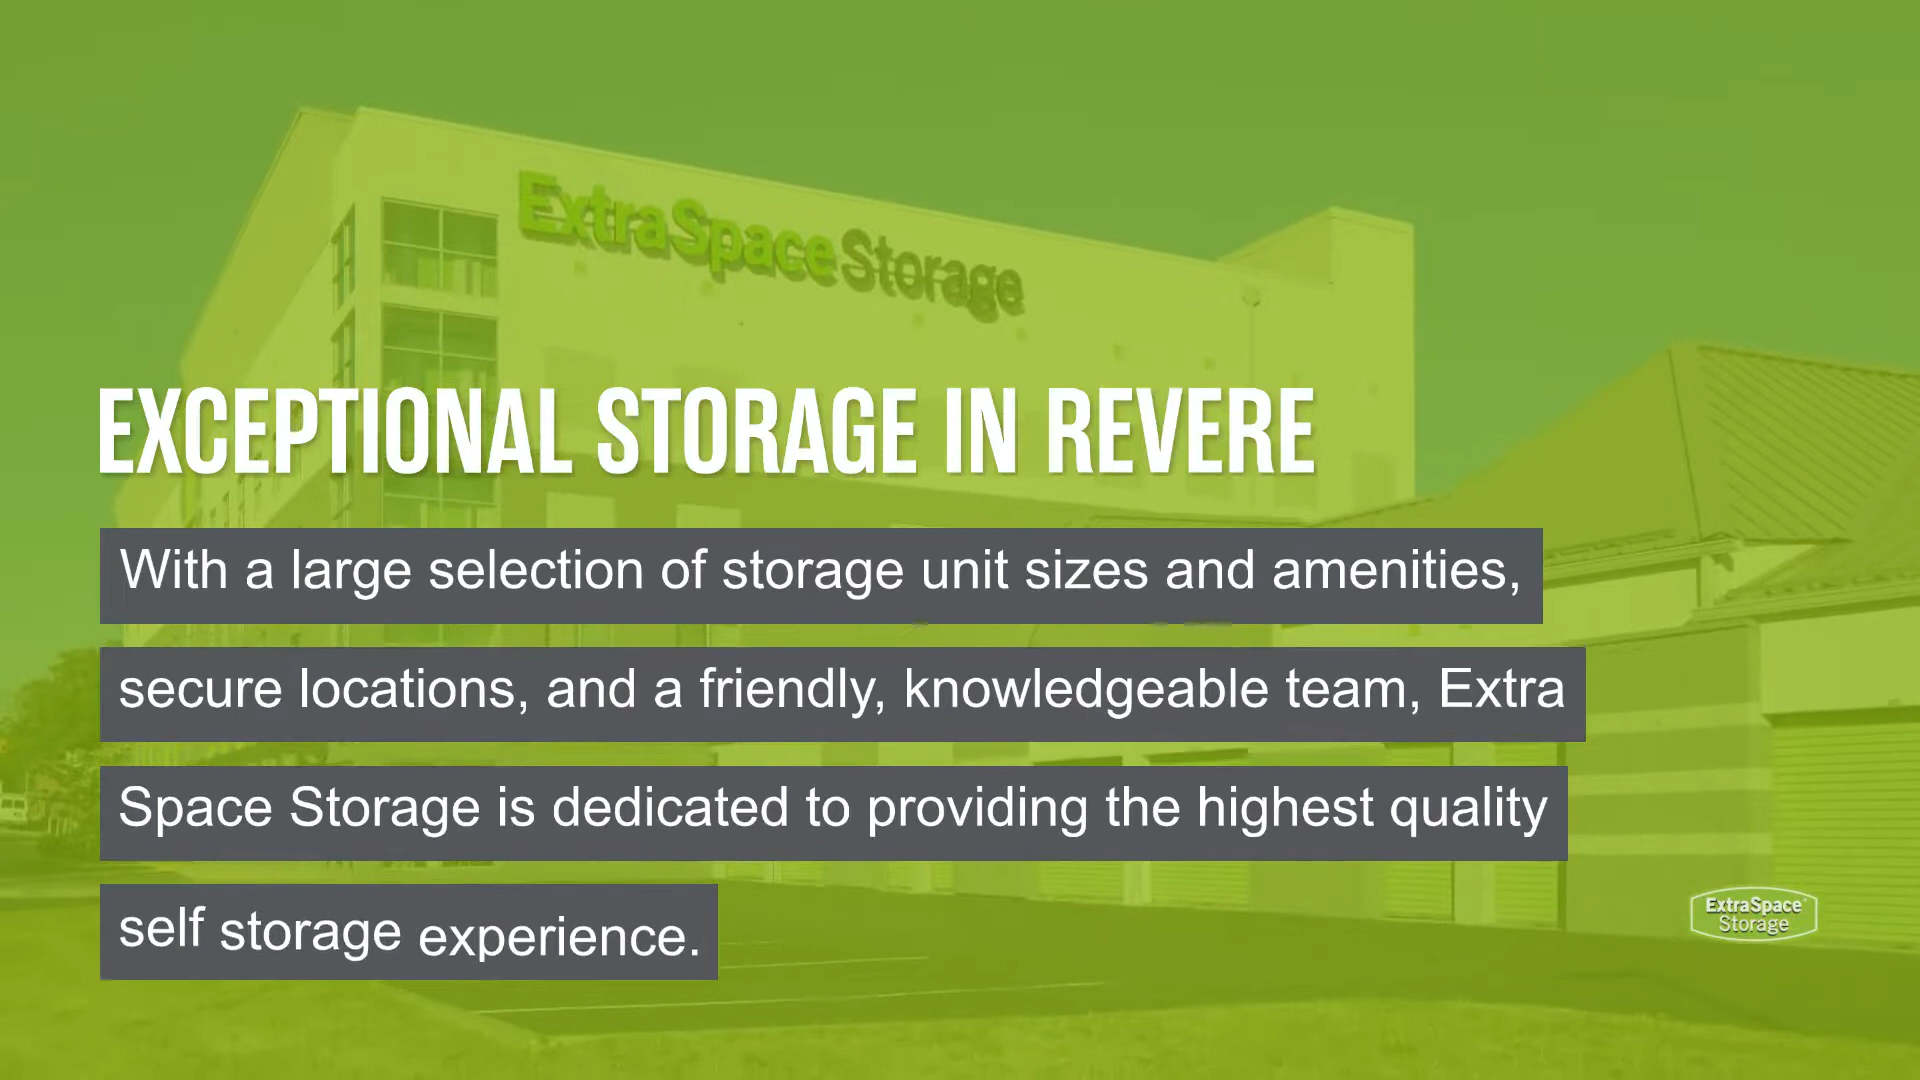 ExtraSpace Storage
EXCEPTIONAL STORAGE IN REVERE
With a large selection of storage unit sizes and amenities,
secure locations, and a friendly, knowledgeable team, Extra
Space Storage is dedicated to providing the highest quality
self storage experience.
ExtraSpace
Storage